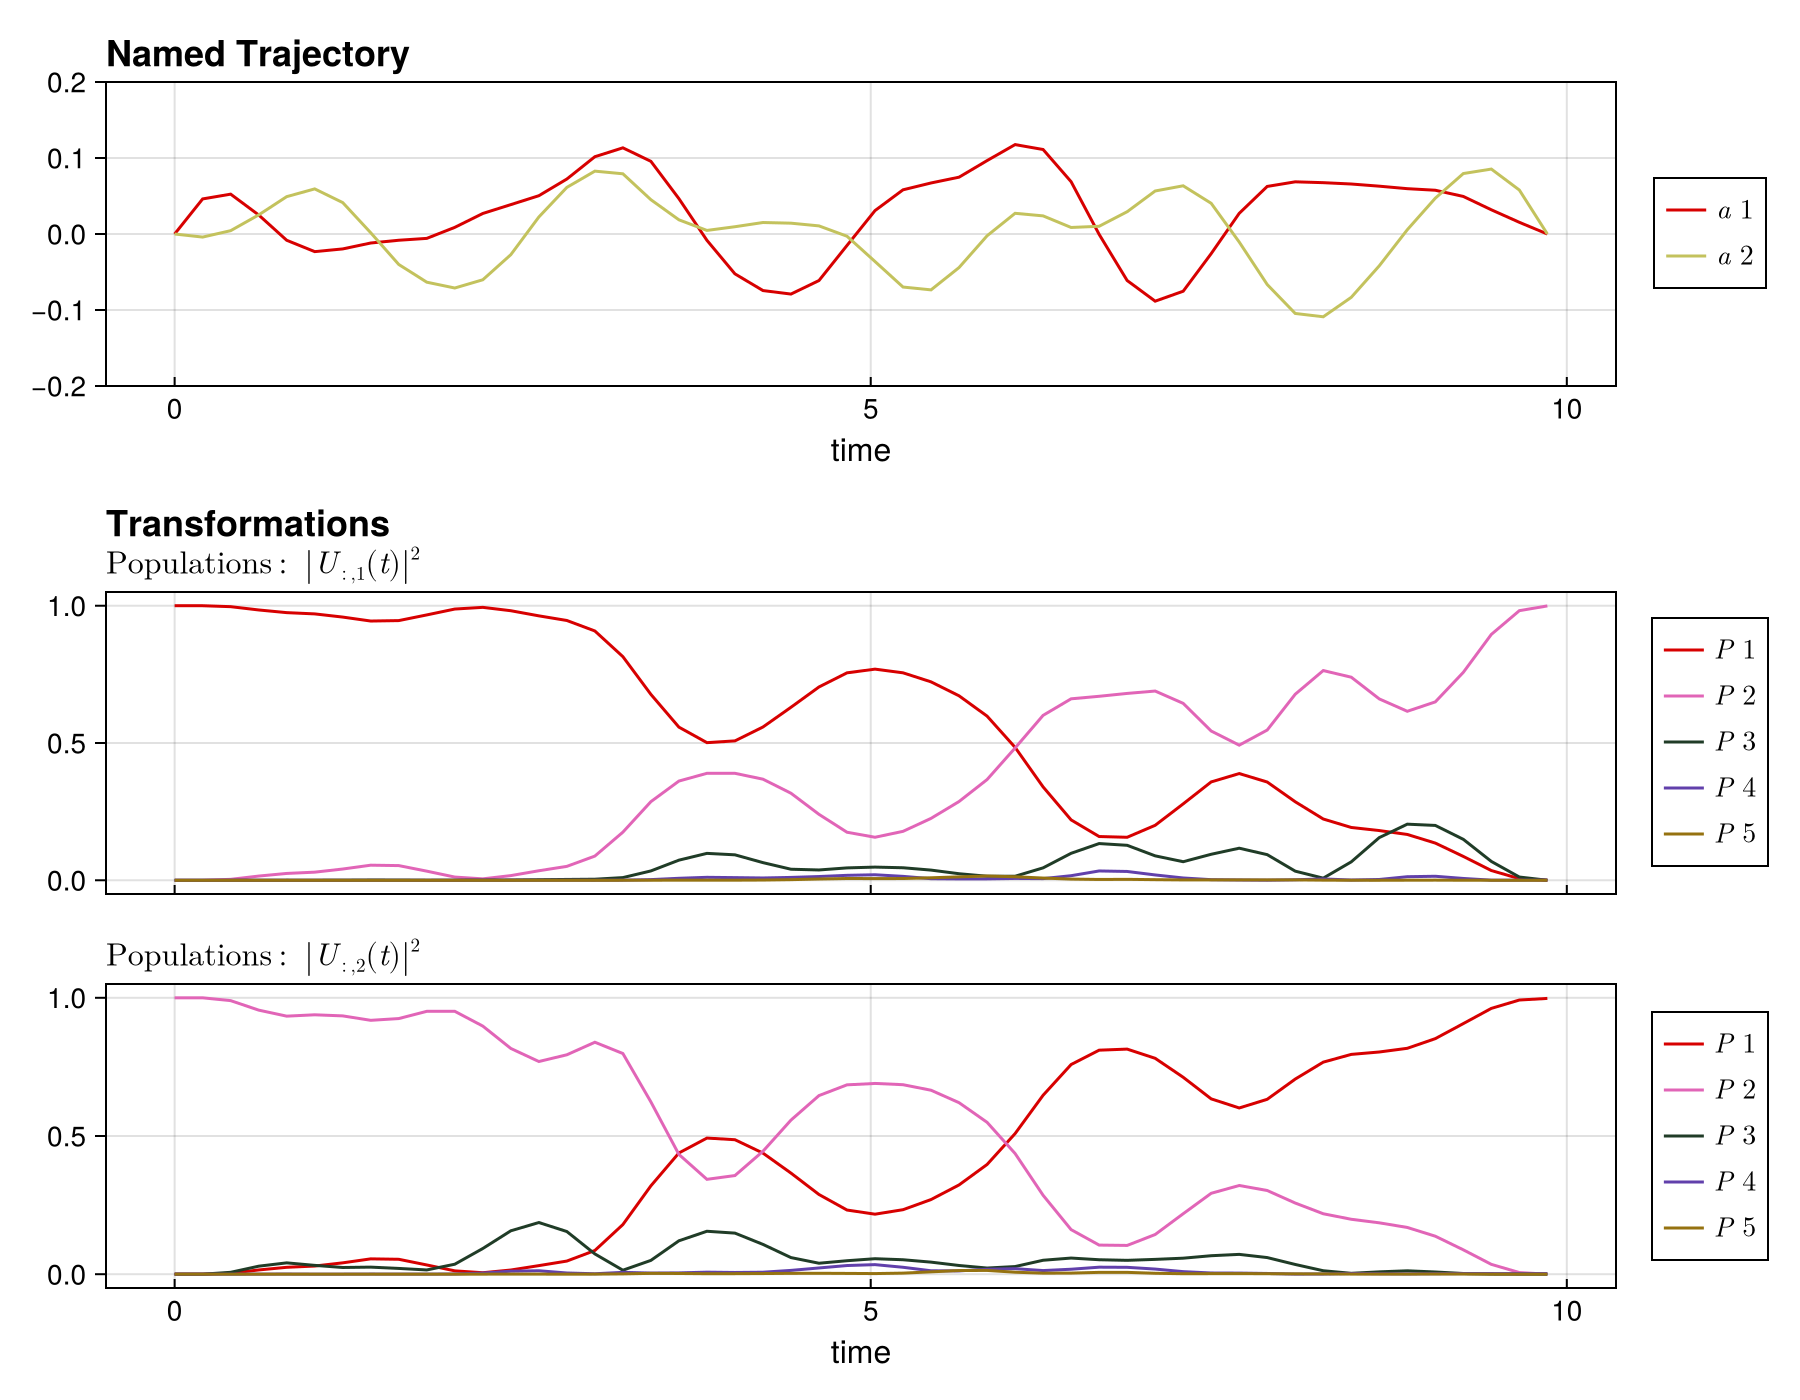 Named Trajectory
0.2
0.1
0.0
−0.1
−0.2
0 5 10
time
a 1
a 2
Transformations
Populations: |U:,1(t)|²
1.0
0.5
0.0
P 1
P 2
P 3
P 4
P 5
Populations: |U:,2(t)|²
1.0
0.5
0.0
0 5 10
time
P 1
P 2
P 3
P 4
P 5